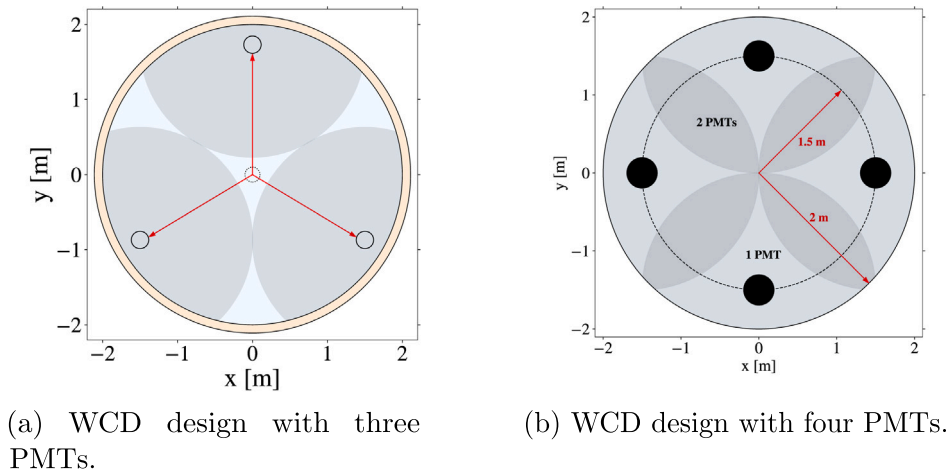 2
1
0
−1
−2
y [m]
−2 −1 0 1 2
x [m]
2
1
0
−1
−2
y [m]
2 PMTs
1.5 m
2 m
1 PMT
−2 −1 0 1 2
x [m]
(a) WCD design with three
PMTs.
(b) WCD design with four PMTs.